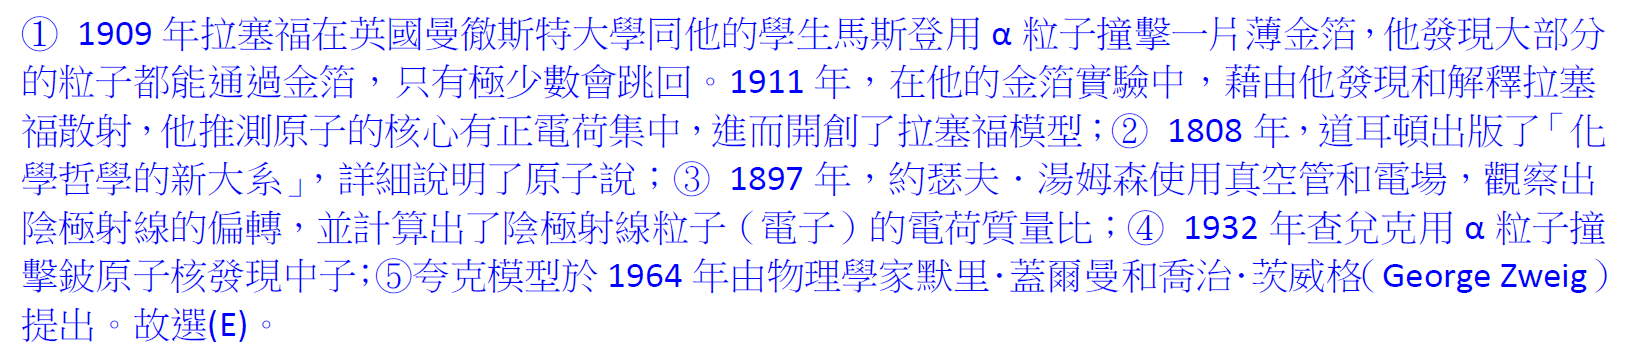 ① 1909 年拉塞福在英國曼徹斯特大學同他的學生馬斯登用 α 粒子撞擊一片薄金箔，他發現大部分
的粒子都能通過金箔，只有極少數會跳回。1911 年，在他的金箔實驗中，藉由他發現和解釋拉塞
福散射，他推測原子的核心有正電荷集中，進而開創了拉塞福模型；② 1808 年，道耳頓出版了「化
學哲學的新大系」，詳細說明了原子說；③ 1897 年，約瑟夫．湯姆森使用真空管和電場，觀察出
陰極射線的偏轉，並計算出了陰極射線粒子（電子）的電荷質量比；④ 1932 年查兌克用 α 粒子撞
擊鈹原子核發現中子；⑤夸克模型於 1964 年由物理學家默里·蓋爾曼和喬治·茨威格（George Zweig）
提出。故選(E)。